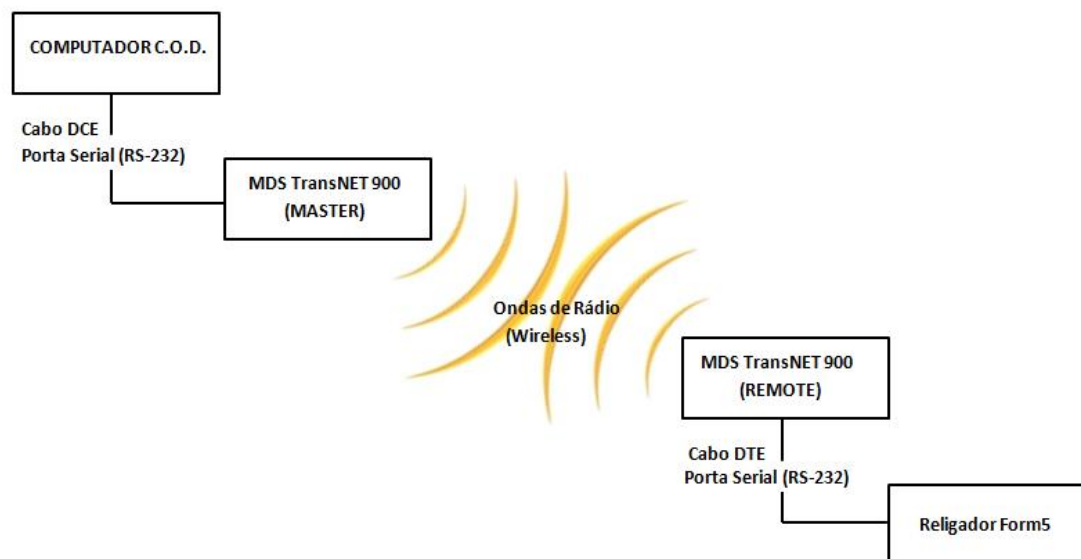 COMPUTADOR C.O.D.
Cabo DCE
Porta Serial (RS-232)
MDS TransNET 900
(MASTER)
Ondas de Rádio
(Wireless)
MDS TransNET 900
(REMOTE)
Cabo DTE
Porta Serial (RS-232)
Religador Form5